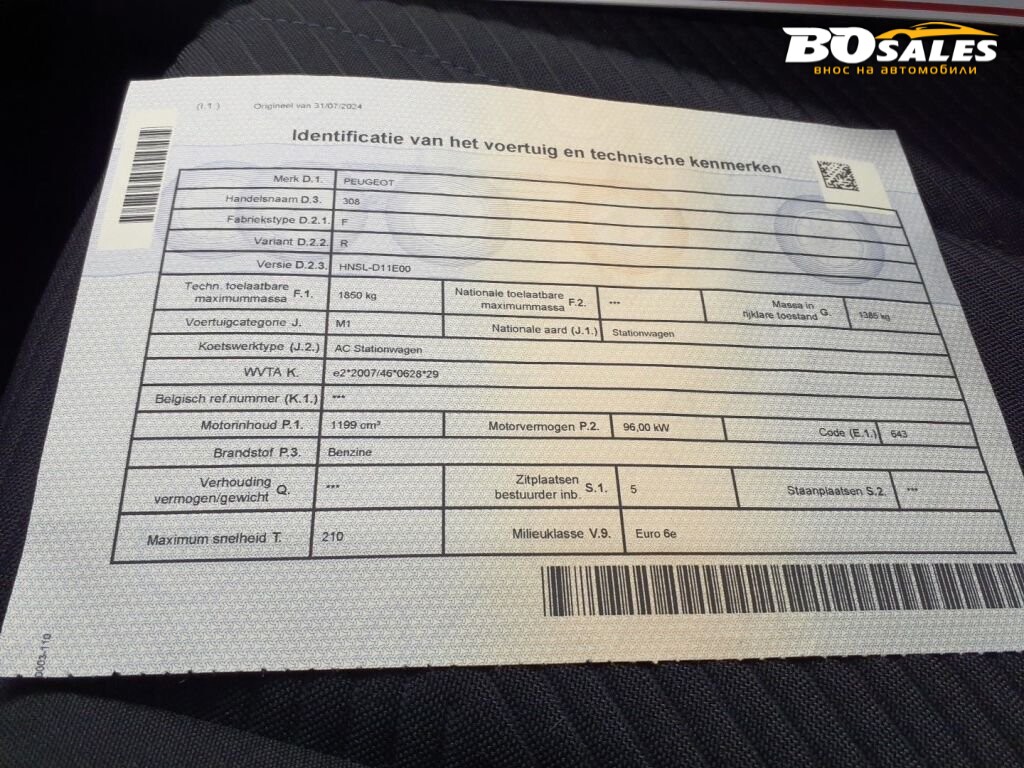 BOSALES
внос на автомобили
(I.1.) Origineel van 31/07/2024
Identificatie van het voertuig en technische kenmerken
Merk D.1. PEUGEOT
Handelsnaam D.3. 308
Fabriekstype D.2.1. F
Variant D.2.2. R
Versie D.2.3. HNSL-D11E00
Techn. toelaatbare maximummassa F.1. 1850 kg Nationale toelaatbare maximummassa F.2. *** Massa in rijklare toestand G. 1385 kg
Voertuigcategorie J. M1 Nationale aard (J.1.) Stationwagen
Koetswerktype (J.2.) AC Stationwagen
WVTA K. e2*2007/46*0628*29
Belgisch ref.nummer (K.1.) ***
Motorinhoud P.1. 1199 cm³ Motorvermogen P.2. 96,00 kW Code (E.1.) 643
Brandstof P.3. Benzine
Verhouding vermogen/gewicht Q. *** Zitplaatsen bestuurder inb. S.1. 5 Staanplaatsen S.2. ***
Maximum snelheid T. 210 Milieuklasse V.9. Euro 6e
0003-110